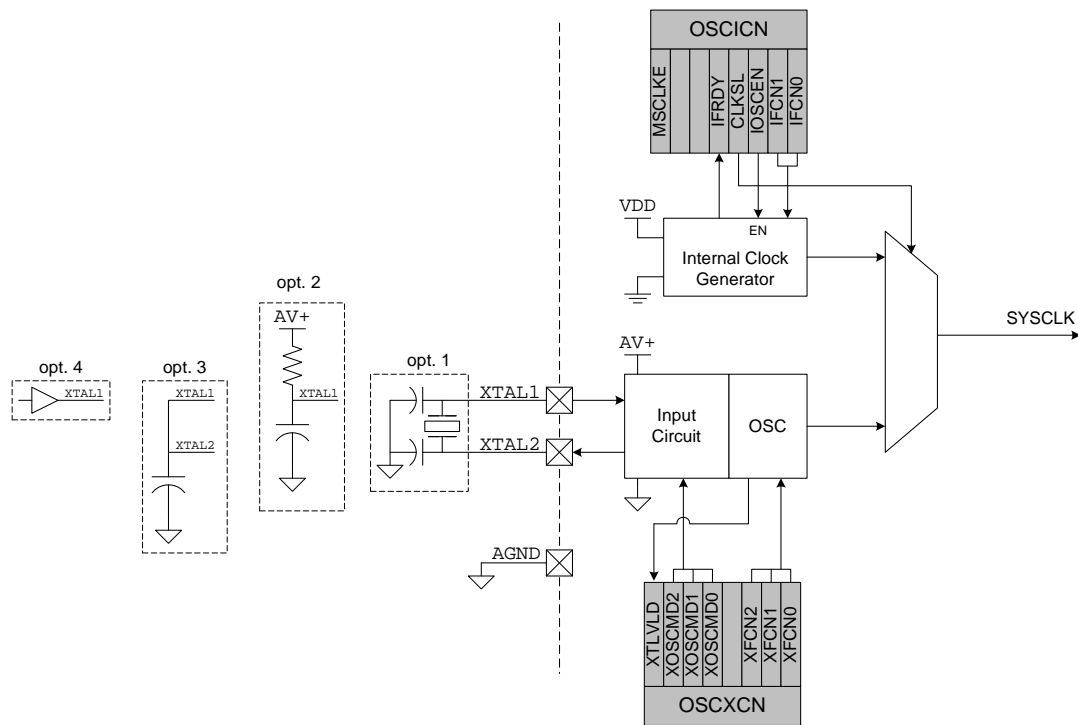 OSCICN
MSCLKE
IFRDY
CLKSL
IOSCEN
IFCN1
IFCN0
VDD
EN
Internal Clock
Generator
opt. 2
AV+
XTAL1
SYSCLK
opt. 4
XTAL1
opt. 3
XTAL1
XTAL2
opt. 1
XTAL1
XTAL2
AV+
Input
Circuit
OSC
AGND
XTLVLD
XOSCMD2
XOSCMD1
XOSCMD0
XFCN2
XFCN1
XFCN0
OSCXCN